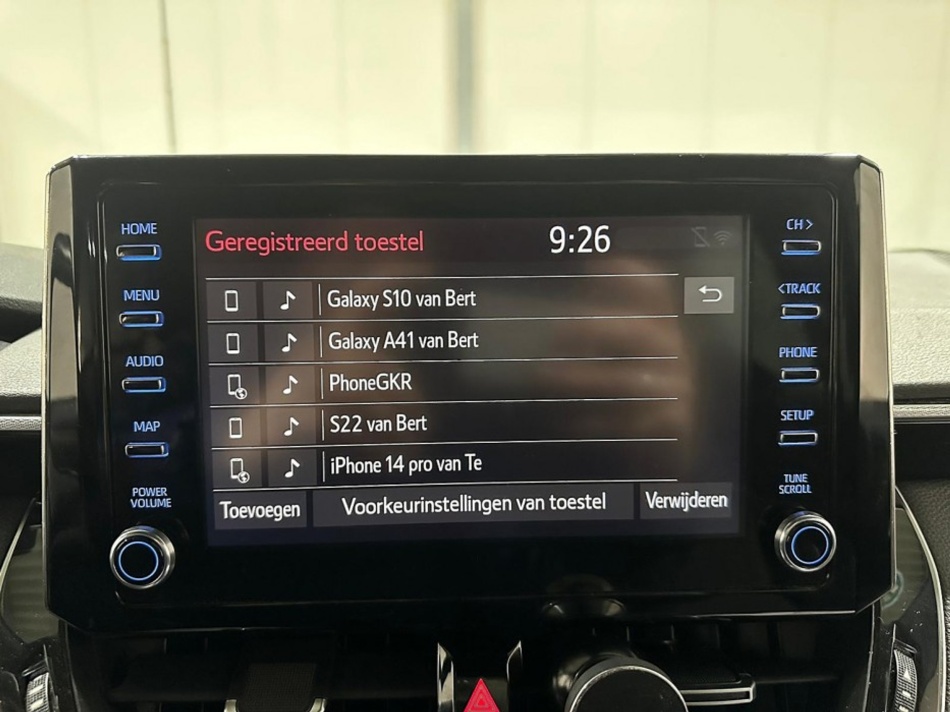 HOME
MENU
AUDIO
MAP
POWER
VOLUME
Geregistreerd toestel
9:26
Galaxy S10 van Bert
Galaxy A41 van Bert
PhoneGKR
S22 van Bert
iPhone 14 pro van Te
Toevoegen
Voorkeurinstellingen van toestel
Verwijderen
CH>
<TRACK
PHONE
SETUP
TUNE
SCROLL